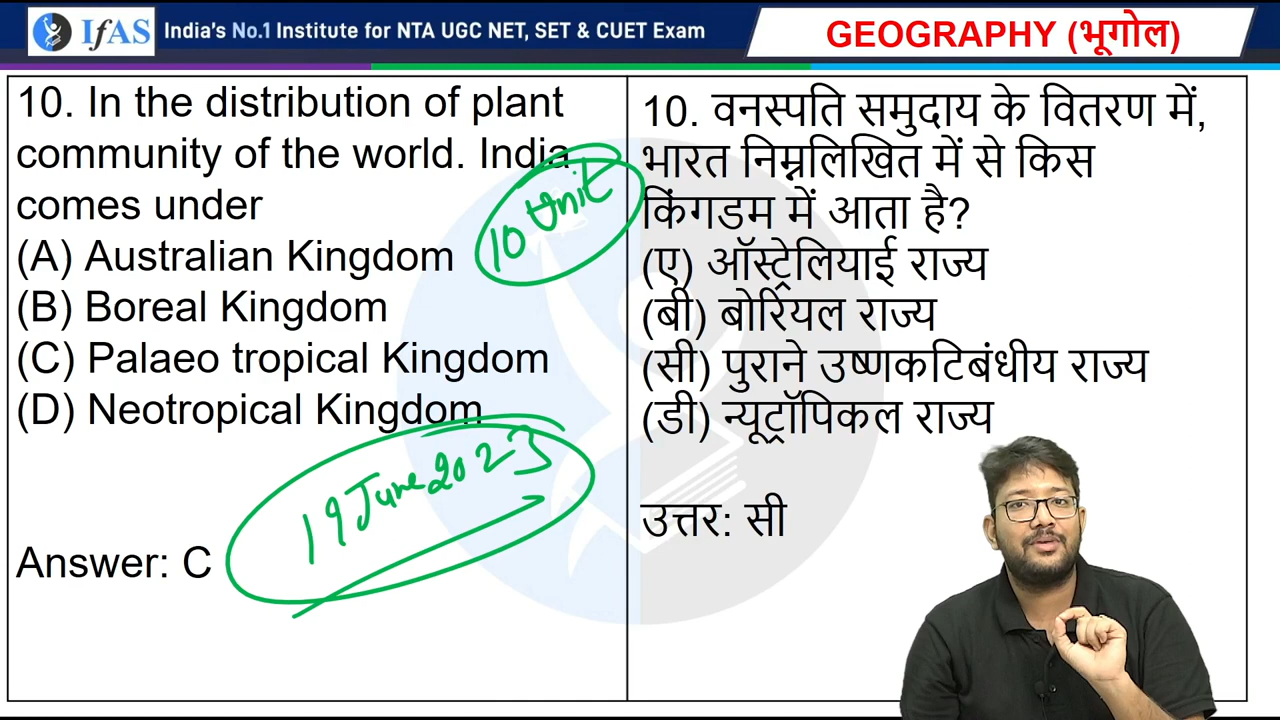 IfAS India's No.1 Institute for NTA UGC NET, SET & CUET Exam
GEOGRAPHY (भूगोल)
10. In the distribution of plant
community of the world. India
comes under
(A) Australian Kingdom
(B) Boreal Kingdom
(C) Palaeo tropical Kingdom
(D) Neotropical Kingdom
Answer: C
10 Unit
19 June 2023
10. वनस्पति समुदाय के वितरण में,
भारत निम्नलिखित में से किस
किंगडम में आता है?
(ए) ऑस्ट्रेलियाई राज्य
(बी) बोरियल राज्य
(सी) पुराने उष्णकटिबंधीय राज्य
(डी) न्यूट्रॉपिकल राज्य
उत्तर: सी